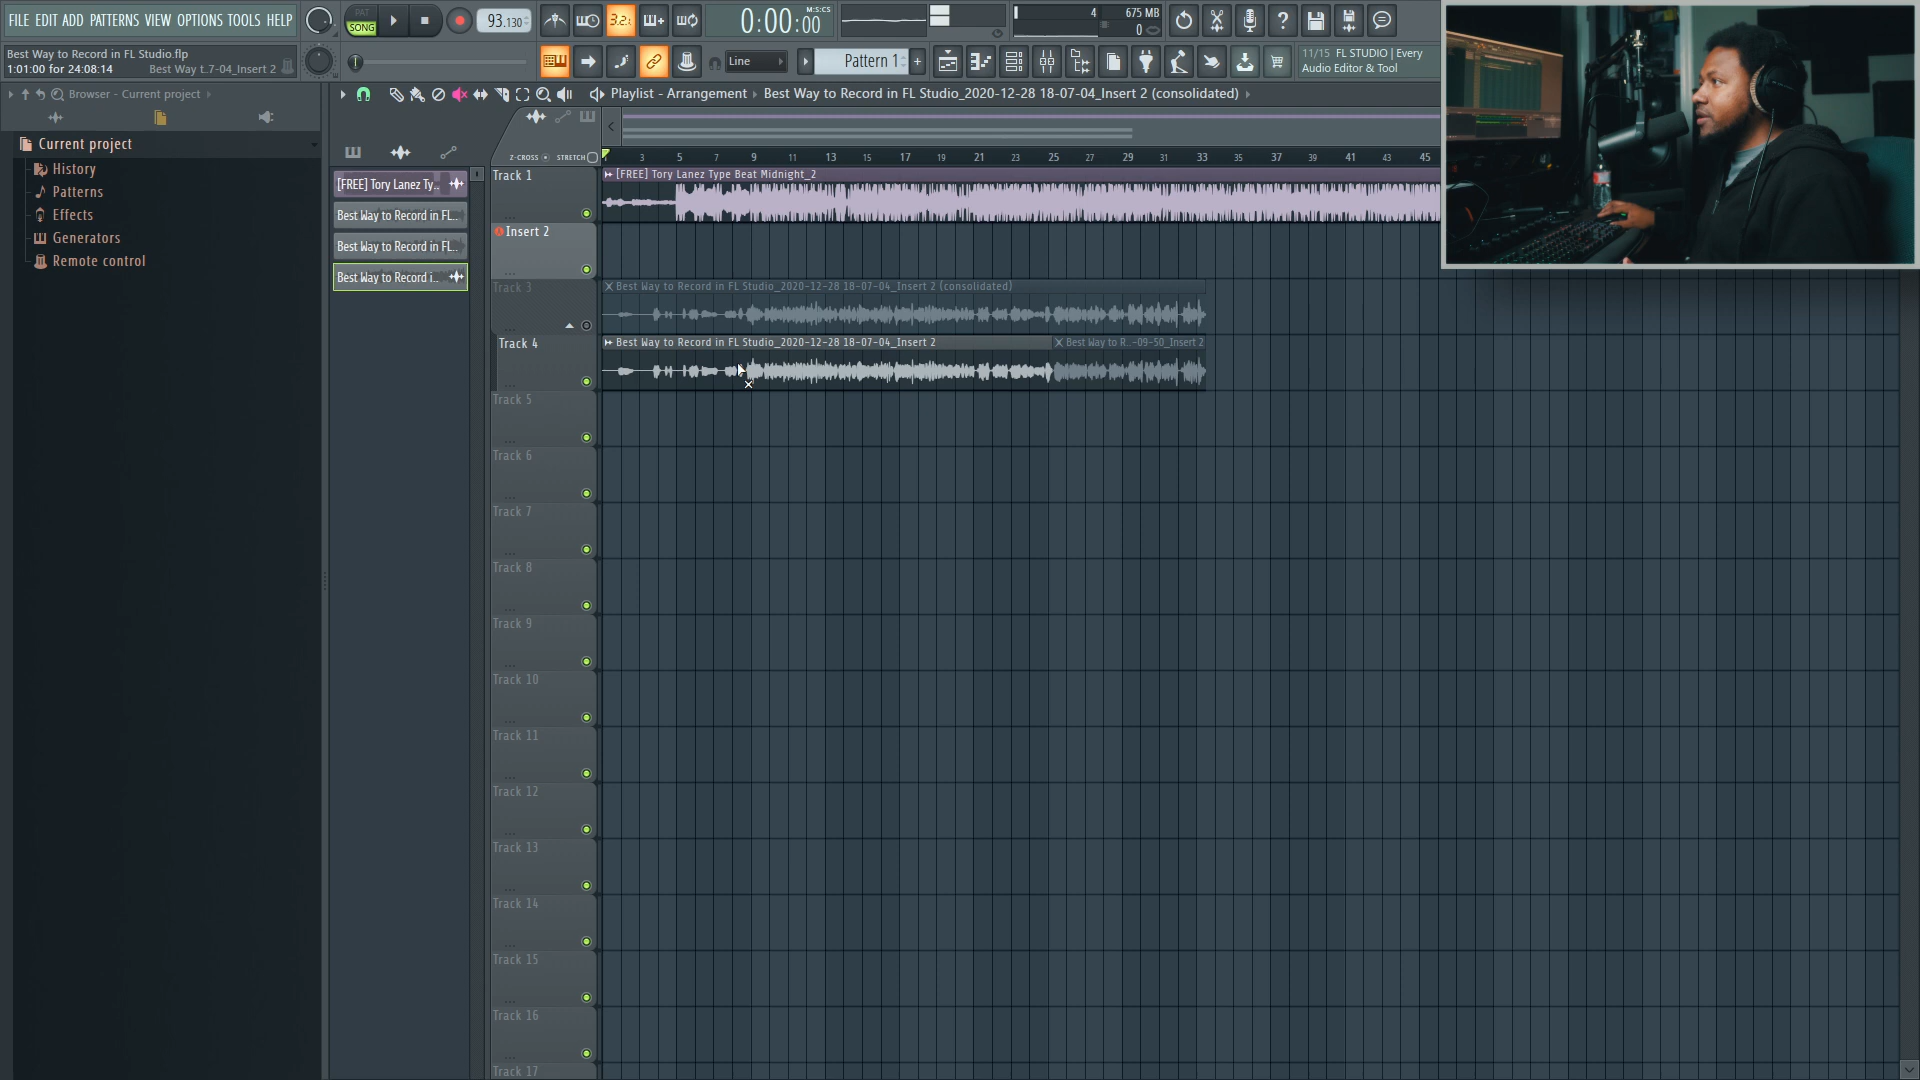 FILE EDIT ADD PATTERNS VIEW OPTIONS TOOLS HELP
PAT
SONG
93.130
3.2.1
M:S:CS
0:00:00
4
675 MB
0
Best Way to Record in FL Studio.flp
1:01:00 for 24:08:14
Best Way t..7-04_Insert 2
Line
Pattern 1
11/15 FL STUDIO | Every
Audio Editor & Tool
Browser - Current project
Playlist - Arrangement
Best Way to Record in FL Studio_2020-12-28 18-07-04_Insert 2 (consolidated)
Current project
History
Patterns
Effects
Generators
Remote control
[FREE] Tory Lanez Ty..
Best Way to Record in FL..
Best Way to Record in FL..
Best Way to Record i..
Z-CROSS
STRETCH
3 5 7 9 11 13 15 17 19 21 23 25 27 29 31 33 35 37 39 41 43 45
Track 1
[FREE] Tory Lanez Type Beat Midnight_2
Insert 2
Track 3
Best Way to Record in FL Studio_2020-12-28 18-07-04_Insert 2 (consolidated)
Track 4
Best Way to Record in FL Studio_2020-12-28 18-07-04_Insert 2
Best Way to R..-09-50_Insert 2
Track 5
Track 6
Track 7
Track 8
Track 9
Track 10
Track 11
Track 12
Track 13
Track 14
Track 15
Track 16
Track 17